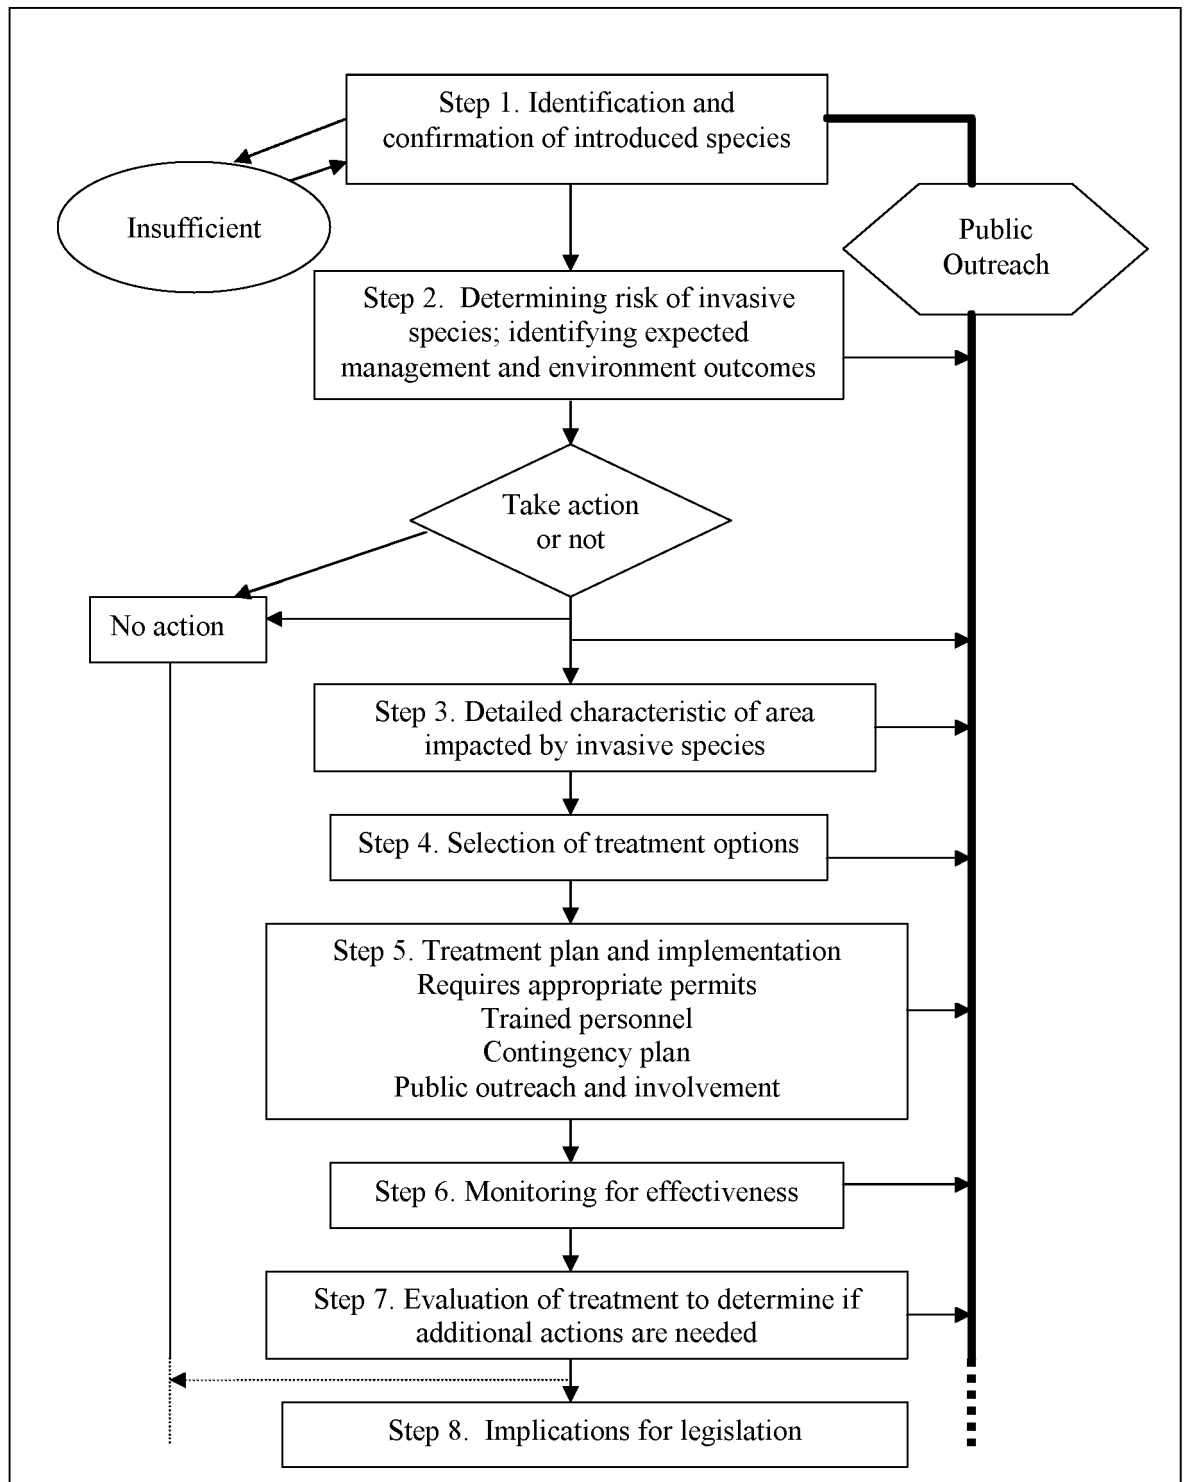 Step 1. Identification and
confirmation of introduced species
Insufficient
Public
Outreach
Step 2.  Determining risk of invasive
species; identifying expected
management and environment outcomes
Take action
or not
No action
Step 3. Detailed characteristic of area
impacted by invasive species
Step 4. Selection of treatment options
Step 5. Treatment plan and implementation
Requires appropriate permits
Trained personnel
Contingency plan
Public outreach and involvement
Step 6. Monitoring for effectiveness
Step 7. Evaluation of treatment to determine if
additional actions are needed
Step 8.  Implications for legislation